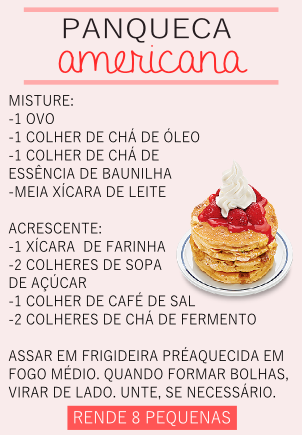 PANQUECA
americana
MISTURE:
-1 OVO
-1 COLHER DE CHÁ DE ÓLEO
-1 COLHER DE CHÁ DE
ESSÊNCIA DE BAUNILHA
-MEIA XÍCARA DE LEITE
ACRESCENTE:
-1 XÍCARA DE FARINHA
-2 COLHERES DE SOPA
DE AÇÚCAR
-1 COLHER DE CAFÉ DE SAL
-2 COLHERES DE CHÁ DE FERMENTO
ASSAR EM FRIGIDEIRA PRÉAQUECIDA EM
FOGO MÉDIO. QUANDO FORMAR BOLHAS,
VIRAR DE LADO. UNTE, SE NECESSÁRIO.
RENDE 8 PEQUENAS